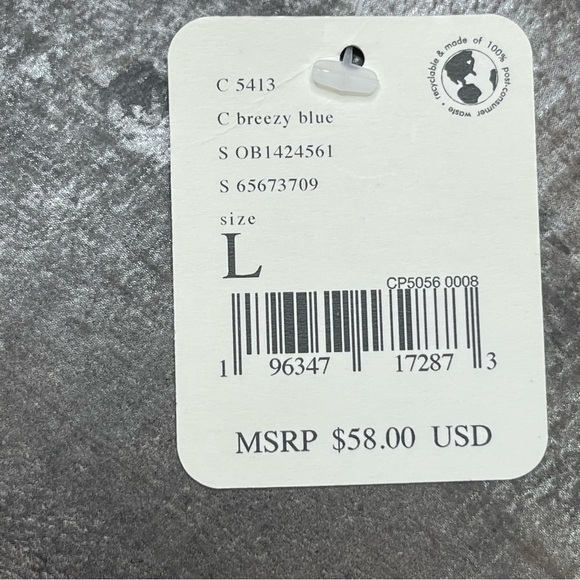 recyclable & made of 100% post-consumer waste •
C 5413
C breezy blue
S OB1424561
S 65673709
size
L
CP5056 0008
1 96347 17287 3
MSRP $58.00 USD